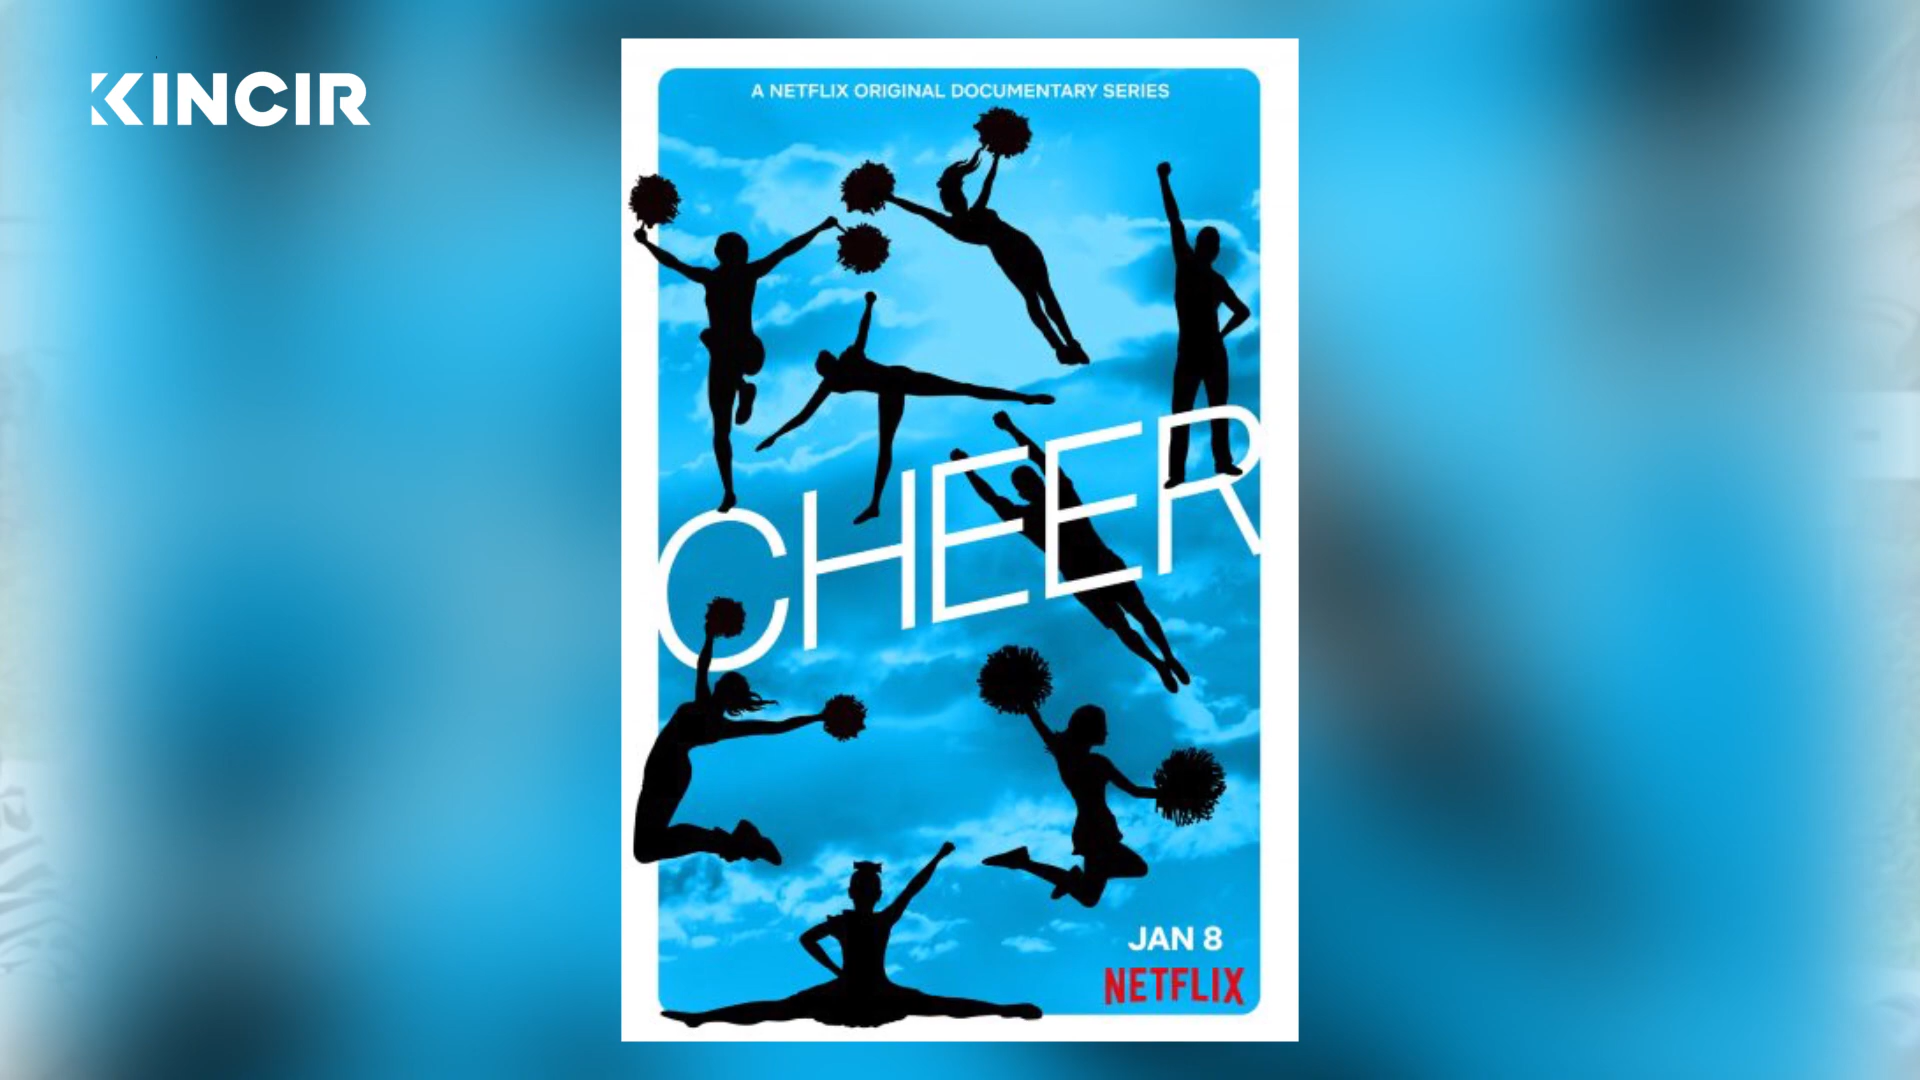 KINCIR
A NETFLIX ORIGINAL DOCUMENTARY SERIES
CHEER
JAN 8
NETFLIX